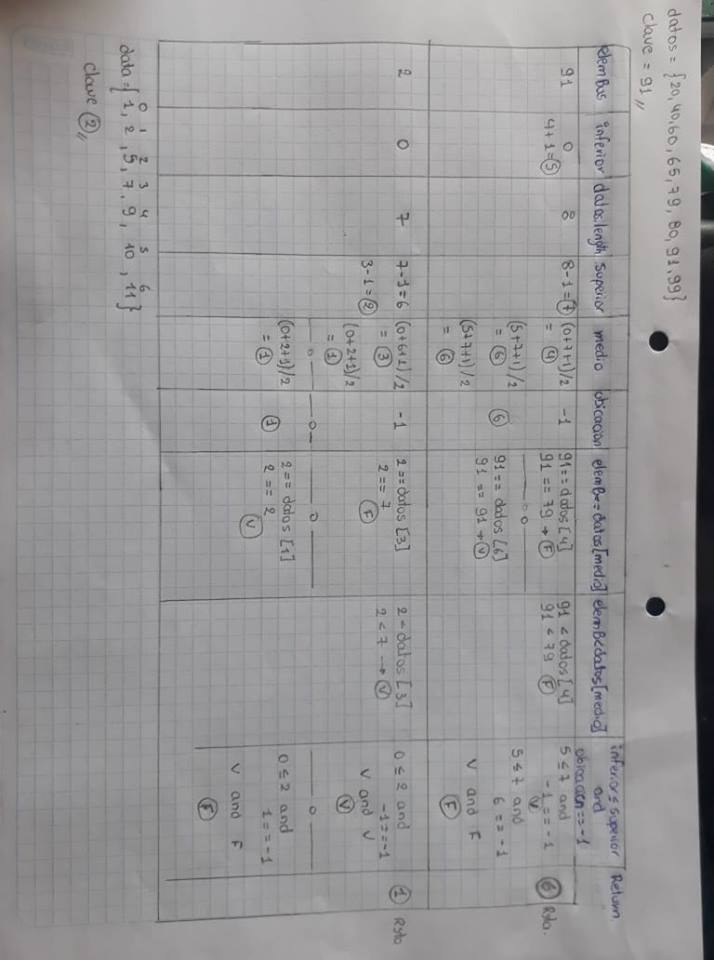 datos = {20,40,60,65,79,80,91,99}
clave = 91,,
elemBus inferior datos.length superior medio ubicacion elemB==datos[medio] elemB<datos[medio] inferior≤superior and ubicacion==-1 Return
91 0 8 8-1=7 (0+7+1)/2 -1 91==datos[4] 91<datos[4] 5≤7 and 6 Rsta.
4+1=5 =4 91==79→F 91<79 F -1==-1
V
(5+7+1)/2 6 91==datos[6] 5≤7 and
=6 91==91→V 6==-1
(5+7+1)/2 V and F
=6 F
2 0 7 7-1=6 (0+6+1)/2 -1 2==datos[3] 2<datos[3] 0≤2 and 1 Rsta
3-1=2 =3 2==7 2<7→V -1==-1
(0+2+1)/2 F V and V
=1 V
(0+2+1)/2 1 2==datos[1] 0≤2 and
=1 2==2 1==-1
V V and F
F
0 1 2 3 4 5 6
data={1,2,5,7,9,10,11}
clave 2,,